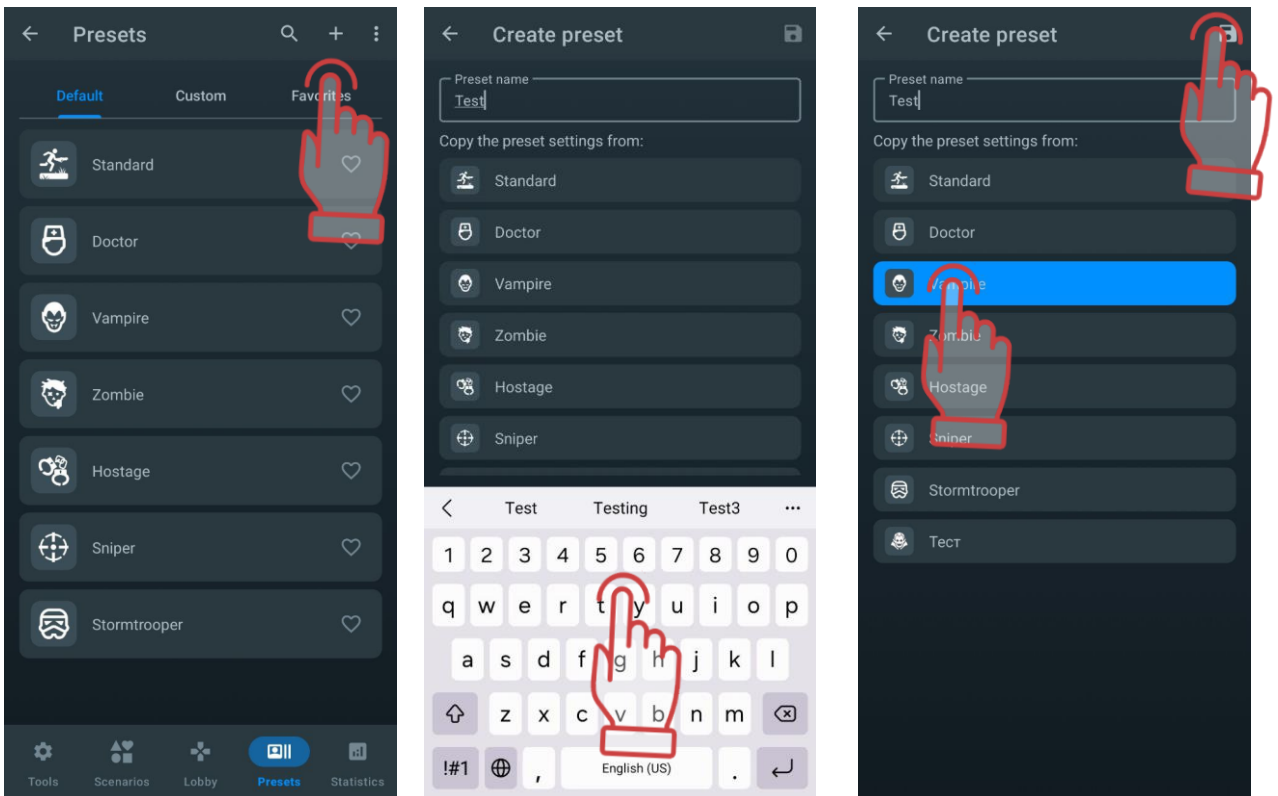 Presets
Default Custom Favorites
Standard
Doctor
Vampire
Zombie
Hostage
Sniper
Stormtrooper
Tools Scenarios Lobby Presets Statistics
Create preset
Preset name
Test
Copy the preset settings from:
Standard
Doctor
Vampire
Zombie
Hostage
Sniper
Test Testing Test3
1 2 3 4 5 6 7 8 9 0
q w e r t y u i o p
a s d f g h j k l
z x c v b n m
!#1 , English (US) .
Create preset
Preset name
Test
Copy the preset settings from:
Standard
Doctor
Vampire
Zombie
Hostage
Sniper
Stormtrooper
Тест